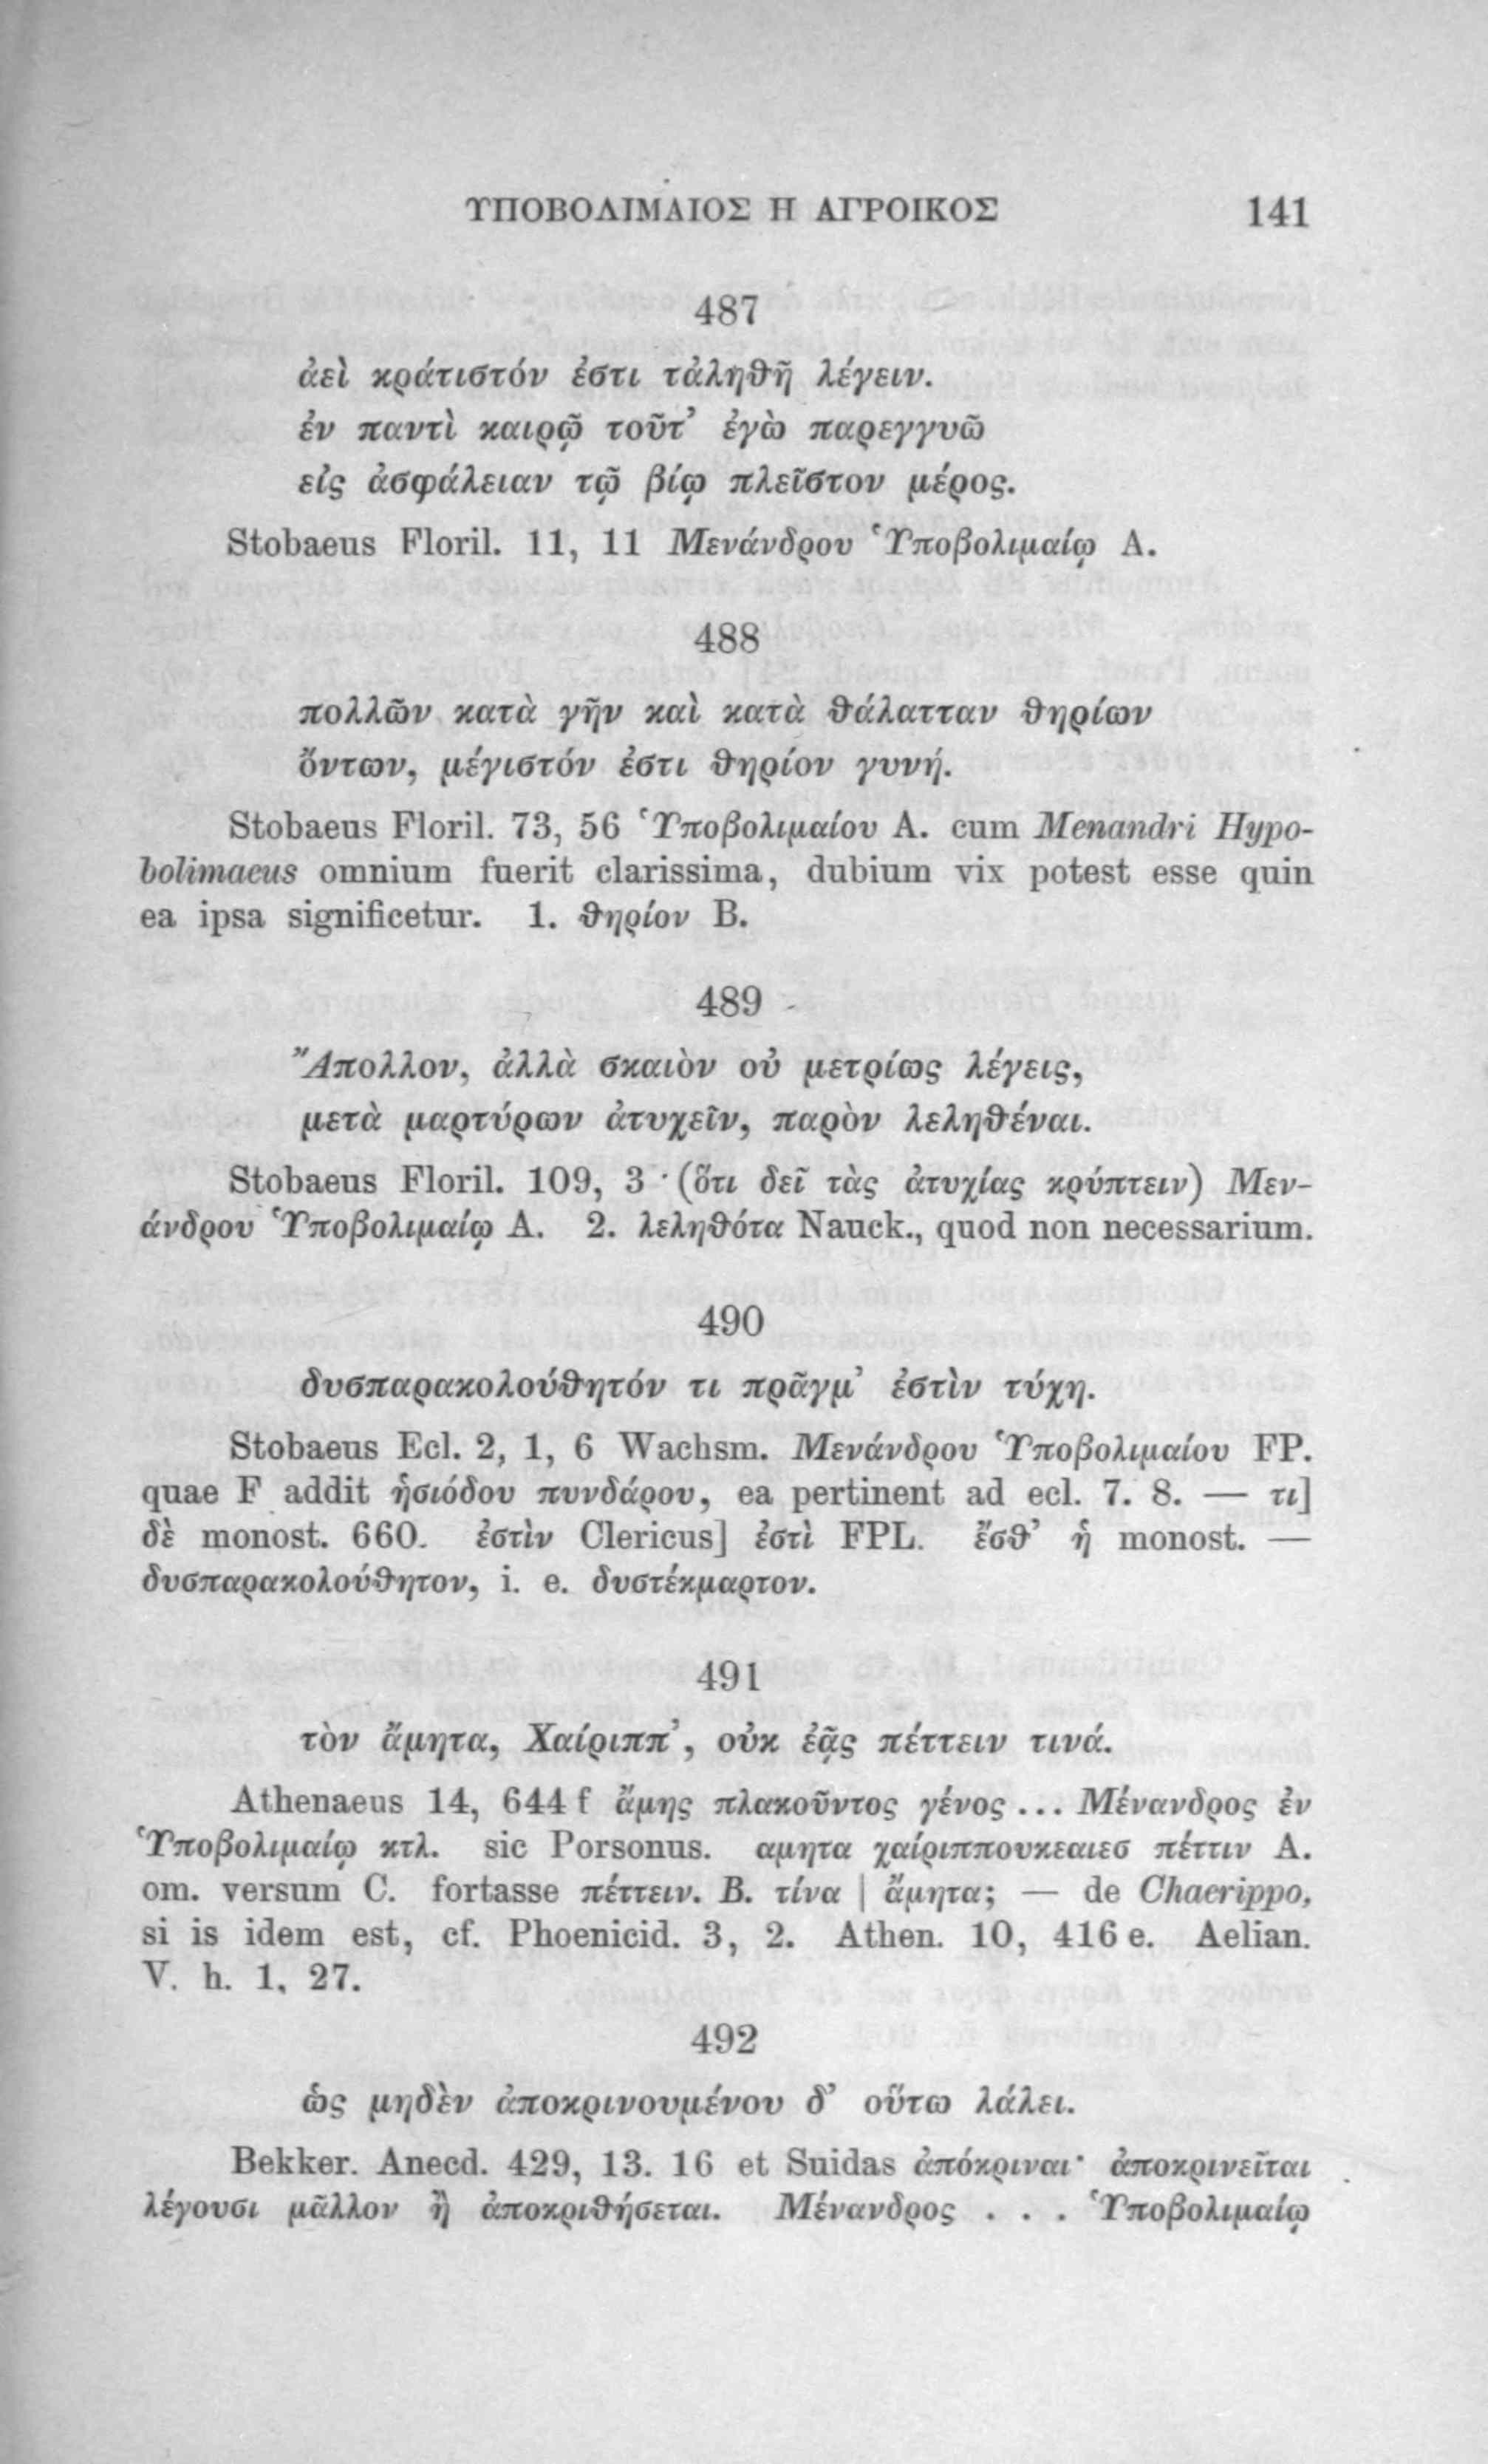 ΥΠΟΒΟΛΙΜΑΙΟΣ Η ΑΓΡΟΙΚΟΣ 141
487
ἀεὶ κράτιστόν ἐστι τἀληθῆ λέγειν.
ἐν παντὶ καιρῷ τοῦτ' ἐγὼ παρεγγυῶ
εἰς ἀσφάλειαν τῷ βίῳ πλεῖστον μέρος.
Stobaeus Floril. 11, 11 Μενάνδρου Ὑποβολιμαίῳ A.
488
πολλῶν κατὰ γῆν καὶ κατὰ θάλατταν θηρίων
ὄντων, μέγιστόν ἐστι θηρίον γυνή.
Stobaeus Floril. 73, 56 Ὑποβολιμαίου A. cum Menandri Hypo-
bolimaeus omnium fuerit clarissima, dubium vix potest esse quin
ea ipsa significetur. 1. θηρίον B.
489
Ἄπολλον, ἀλλὰ σκαιὸν οὐ μετρίως λέγεις,
μετὰ μαρτύρων ἀτυχεῖν, παρὸν λεληθέναι.
Stobaeus Floril. 109, 3 (ὅτι δεῖ τὰς ἀτυχίας κρύπτειν) Μεν-
άνδρου Ὑποβολιμαίῳ A. 2. λεληθότα Nauck., quod non necessarium.
490
δυσπαρακολούθητόν τι πρᾶγμ' ἐστὶν τύχη.
Stobaeus Ecl. 2, 1, 6 Wachsm. Μενάνδρου Ὑποβολιμαίου FP.
quae F addit ἡσιόδου πυνδάρου, ea pertinent ad ecl. 7. 8. — τι]
δὲ monost. 660. ἐστὶν Clericus] ἐστὶ FPL. ἔσθ' ἡ monost. —
δυσπαρακολούθητον, i. e. δυστέκμαρτον.
491
τὸν ἄμητα, Χαίριππ', οὐκ ἐᾷς πέττειν τινά.
Athenaeus 14, 644 f ἄμης πλακοῦντος γένος ... Μένανδρος ἐν
Ὑποβολιμαίῳ κτλ. sic Porsonus. αμητα χαίριππουκεαιεσ πέττιν A.
om. versum C. fortasse πέττειν. B. τίνα | ἄμητα; — de Chaerippo,
si is idem est, cf. Phoenicid. 3, 2. Athen. 10, 416 e. Aelian.
V. h. 1, 27.
492
ὡς μηδὲν ἀποκρινουμένου δ' οὕτω λάλει.
Bekker. Anecd. 429, 13. 16 et Suidas ἀπόκριναι· ἀποκρινεῖται
λέγουσι μᾶλλον ἢ ἀποκριθήσεται. Μένανδρος . . . Ὑποβολιμαίῳ